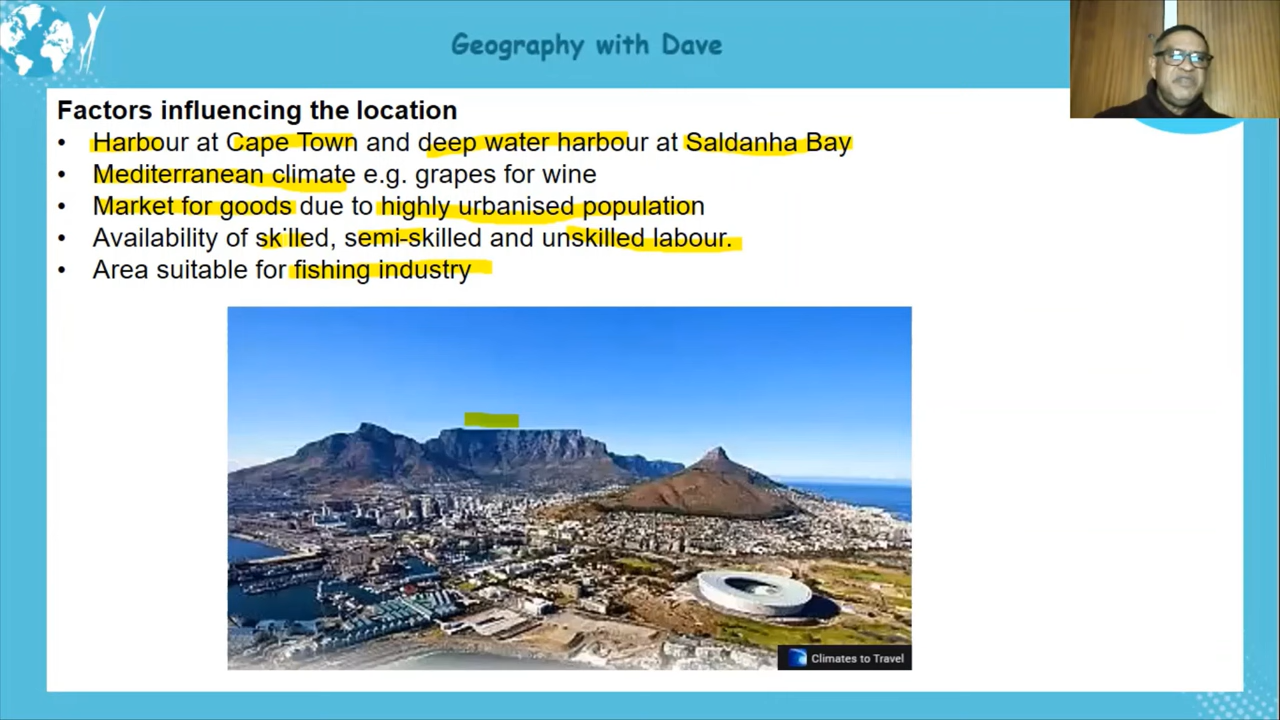 Geography with Dave
Factors influencing the location
• Harbour at Cape Town and deep water harbour at Saldanha Bay
• Mediterranean climate e.g. grapes for wine
• Market for goods due to highly urbanised population
• Availability of skilled, semi-skilled and unskilled labour.
• Area suitable for fishing industry
Climates to Travel